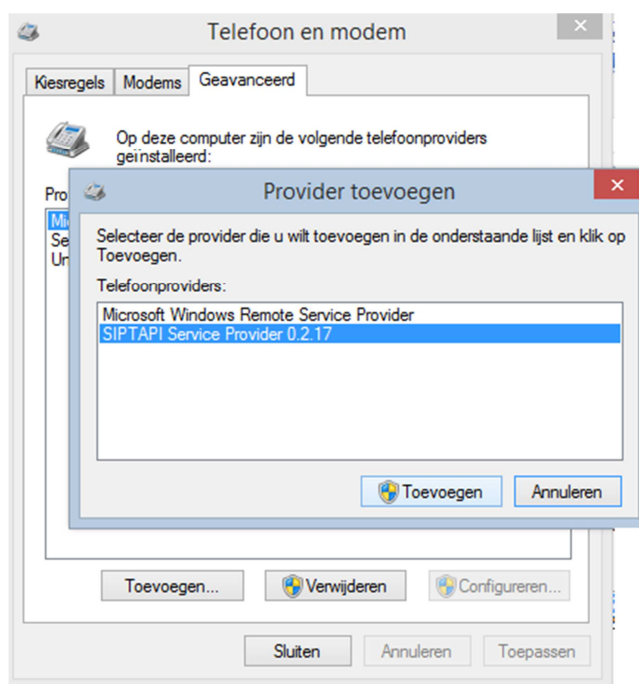 Telefoon en modem
Kiesregels Modems Geavanceerd
Op deze computer zijn de volgende telefoonproviders
geïnstalleerd:
Provider toevoegen
Selecteer de provider die u wilt toevoegen in de onderstaande lijst en klik op
Toevoegen.
Telefoonproviders:
Microsoft Windows Remote Service Provider
SIPTAPI Service Provider 0.2.17
Toevoegen Annuleren
Toevoegen... Verwijderen Configureren...
Sluiten Annuleren Toepassen